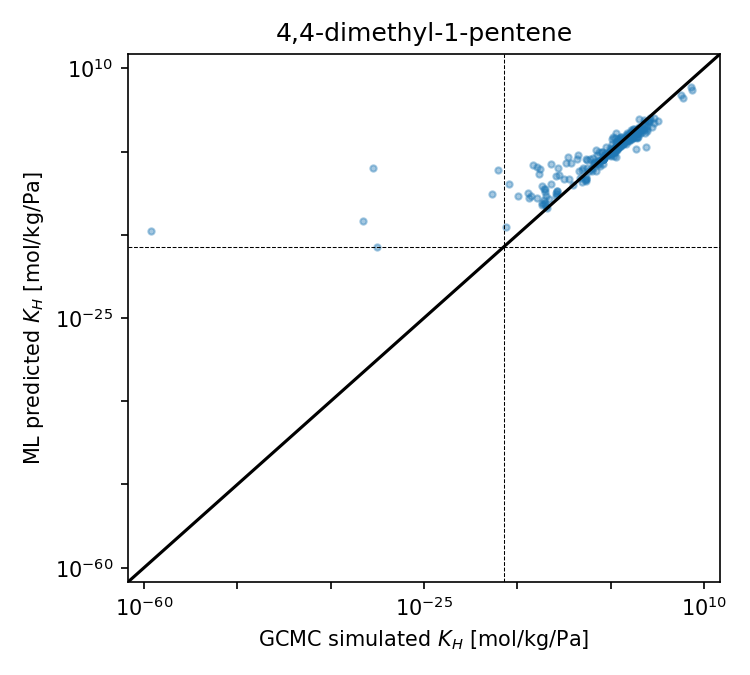 4,4-dimethyl-1-pentene
10^10
10^-25
10^-60
ML predicted K_H [mol/kg/Pa]
10^-60 10^-25 10^10
GCMC simulated K_H [mol/kg/Pa]